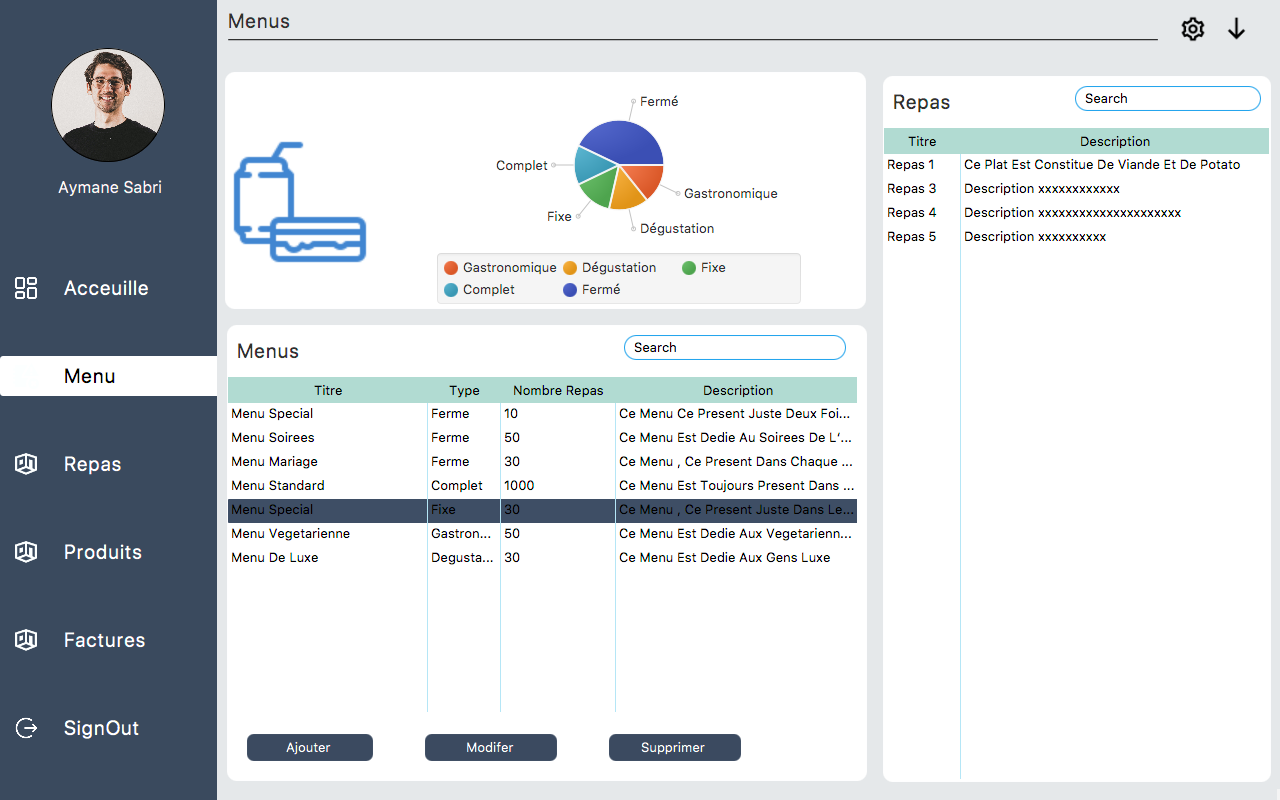 Menus
Aymane Sabri
Acceuille
Menu
Repas
Produits
Factures
SignOut
Fermé
Complet
Gastronomique
Fixe
Dégustation
Gastronomique Dégustation Fixe
Complet Fermé
Menus Search
Titre Type Nombre Repas Description
Menu Special Ferme 10 Ce Menu Ce Present Juste Deux Foi...
Menu Soirees Ferme 50 Ce Menu Est Dedie Au Soirees De L'...
Menu Mariage Ferme 30 Ce Menu , Ce Present Dans Chaque ...
Menu Standard Complet 1000 Ce Menu Est Toujours Present Dans ...
Menu Special Fixe 30 Ce Menu , Ce Present Juste Dans Le...
Menu Vegetarienne Gastron... 50 Ce Menu Est Dedie Aux Vegetarienn...
Menu De Luxe Degusta... 30 Ce Menu Est Dedie Aux Gens Luxe
Ajouter Modifer Supprimer
Repas Search
Titre Description
Repas 1 Ce Plat Est Constitue De Viande Et De Potato
Repas 3 Description xxxxxxxxxxxx
Repas 4 Description xxxxxxxxxxxxxxxxxxxxx
Repas 5 Description xxxxxxxxxx